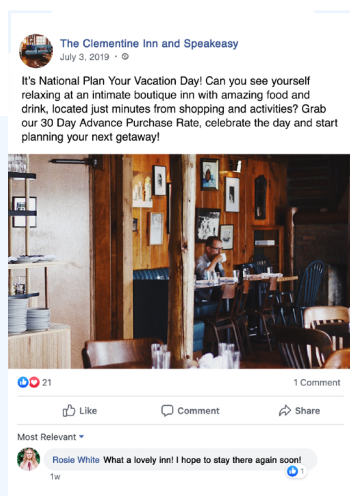 The Clementine Inn and Speakeasy
July 3, 2019 ·
It's National Plan Your Vacation Day! Can you see yourself
relaxing at an intimate boutique inn with amazing food and
drink, located just minutes from shopping and activities? Grab
our 30 Day Advance Purchase Rate, celebrate the day and start
planning your next getaway!
21
1 Comment
Like Comment Share
Most Relevant
Rosie White What a lovely inn! I hope to stay there again soon!
1
1w